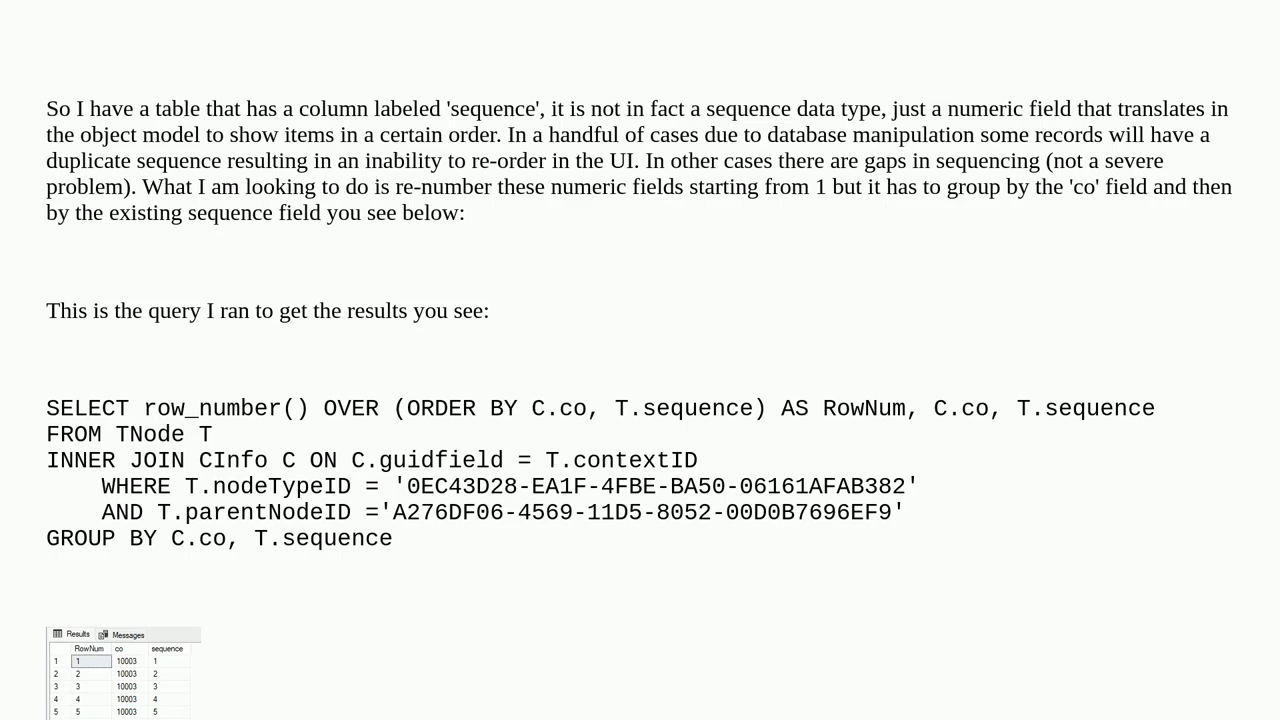 So I have a table that has a column labeled 'sequence', it is not in fact a sequence data type, just a numeric field that translates in
the object model to show items in a certain order. In a handful of cases due to database manipulation some records will have a
duplicate sequence resulting in an inability to re-order in the UI. In other cases there are gaps in sequencing (not a severe
problem). What I am looking to do is re-number these numeric fields starting from 1 but it has to group by the 'co' field and then
by the existing sequence field you see below:
This is the query I ran to get the results you see:
SELECT row_number() OVER (ORDER BY C.co, T.sequence) AS RowNum, C.co, T.sequence
FROM TNode T
INNER JOIN CInfo C ON C.guidfield = T.contextID
    WHERE T.nodeTypeID = '0EC43D28-EA1F-4FBE-BA50-06161AFAB382'
    AND T.parentNodeID ='A276DF06-4569-11D5-8052-00D0B7696EF9'
GROUP BY C.co, T.sequence
Results Messages
RowNum co sequence
1 1 10003 1
2 2 10003 2
3 3 10003 3
4 4 10003 4
5 5 10003 5